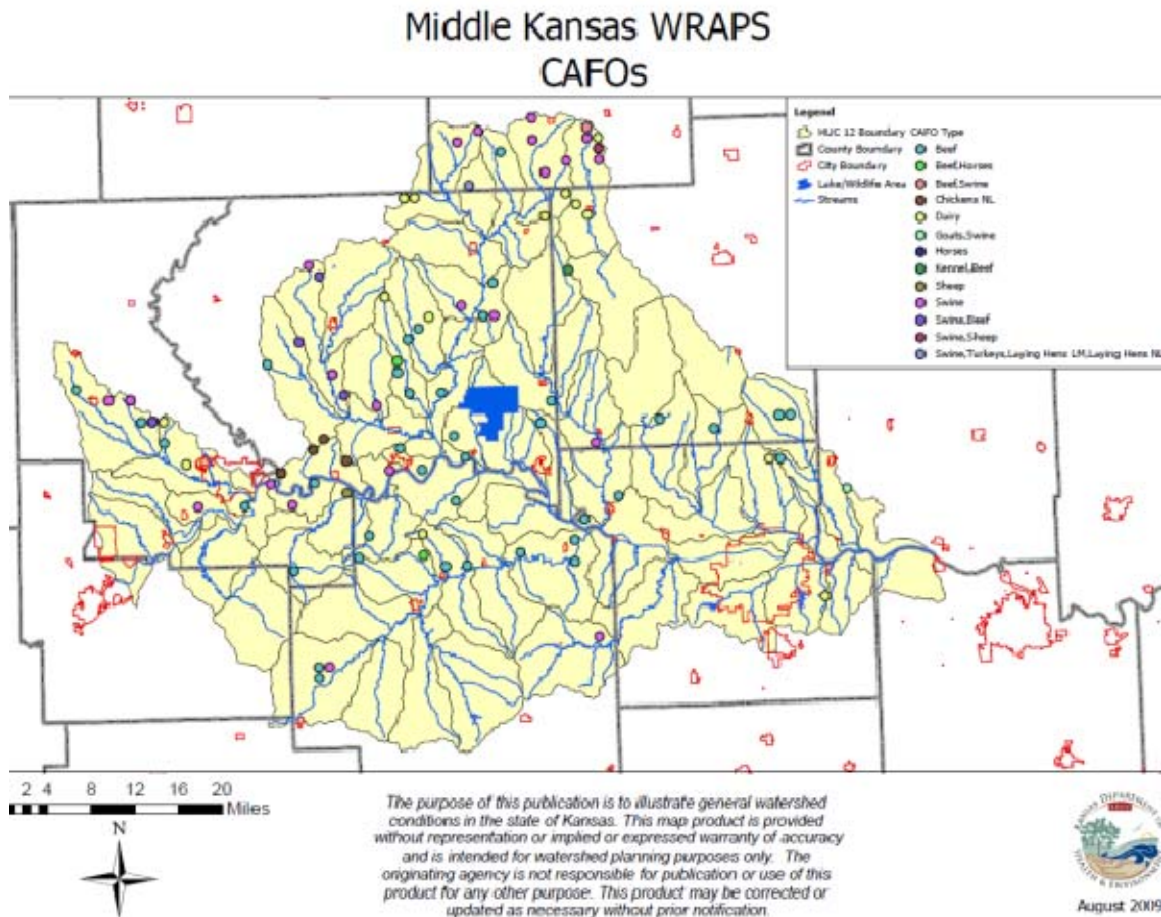 Middle Kansas WRAPS
CAFOs
Legend
HUC 12 Boundary
County Boundary
City Boundary
Lake/Wildlife Area
Streams
CAFO Type
Beef
Beef,Horses
Beef,Swine
Chickens NL
Dairy
Goats,Swine
Horses
Kennel,Beef
Sheep
Swine
Swine,Beef
Swine,Sheep
Swine,Turkeys,Laying Hens LM,Laying Hens NL
2 4 8 12 16 20
Miles
N
The purpose of this publication is to illustrate general watershed
conditions in the state of Kansas. This map product is provided
without representation or implied or expressed warranty of accuracy
and is intended for watershed planning purposes only. The
originating agency is not responsible for publication or use of this
product for any other purpose. This product may be corrected or
updated as necessary without prior notification.
KANSAS DEPARTMENT OF
HEALTH & ENVIRONMENT
August 2009